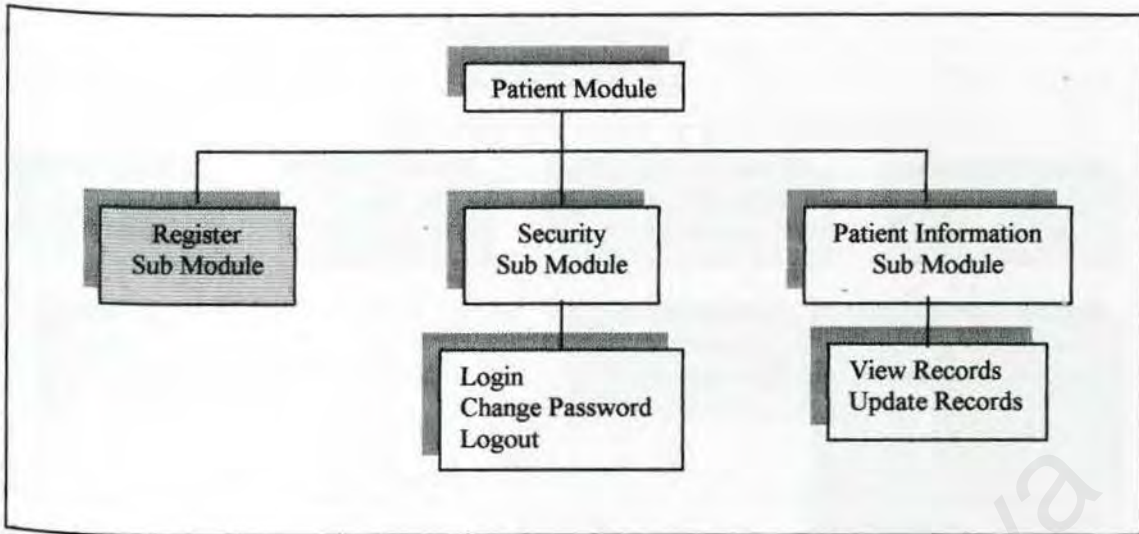 Patient Module
Register
Sub Module
Security
Sub Module
Patient Information
Sub Module
Login
Change Password
Logout
View Records
Update Records